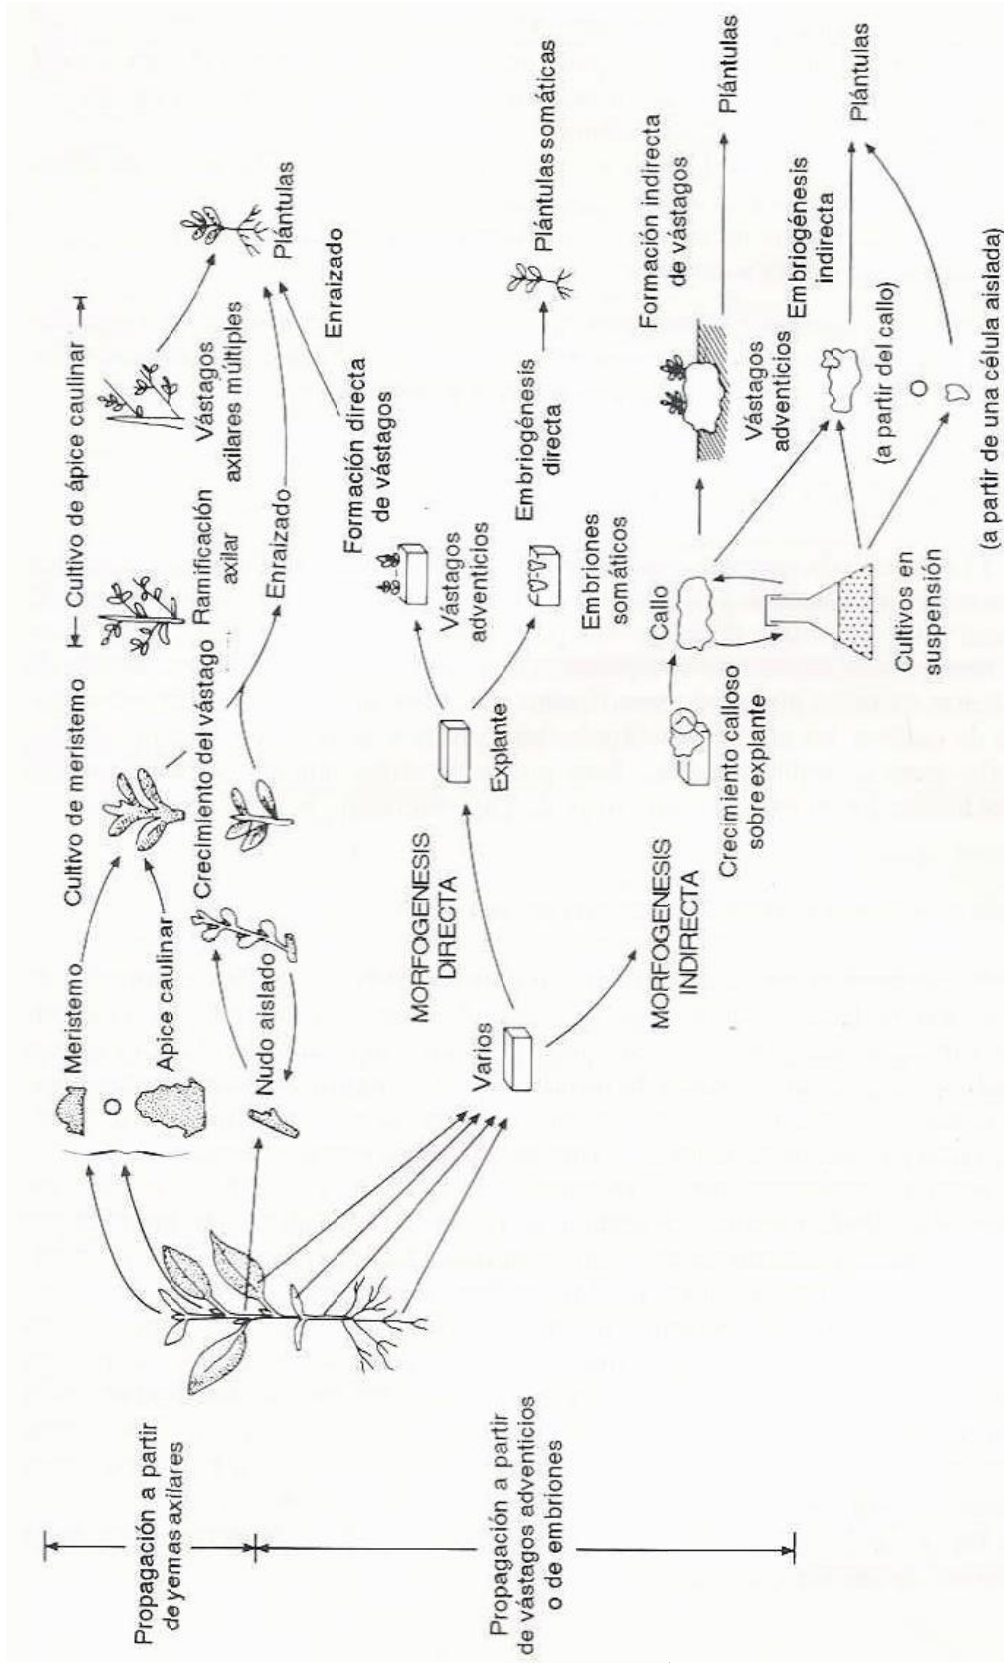 Propagación a partir
de yemas axilares
Propagación a partir
de vástagos adventicios
o de embriones
Meristemo
O
Apice caulinar
Nudo aislado
Cultivo de meristemo
Crecimiento del vástago
Cultivo de ápice caulinar
Ramificación
axilar
Vástagos
axilares múltiples
Enraizado
Plántulas
Enraizado
Varios
MORFOGENESIS
DIRECTA
Explante
Formación directa
de vástagos
Vástagos
adventicios
Embriogénesis
directa
Embriones
somáticos
Plántulas somáticas
MORFOGENESIS
INDIRECTA
Crecimiento calloso
sobre explante
Callo
Formación indirecta
de vástagos
Vástagos
adventicios
Plántulas
Cultivos en
suspensión
Embriogénesis
indirecta
(a partir del callo)
O
(a partir de una célula aislada)
Plántulas